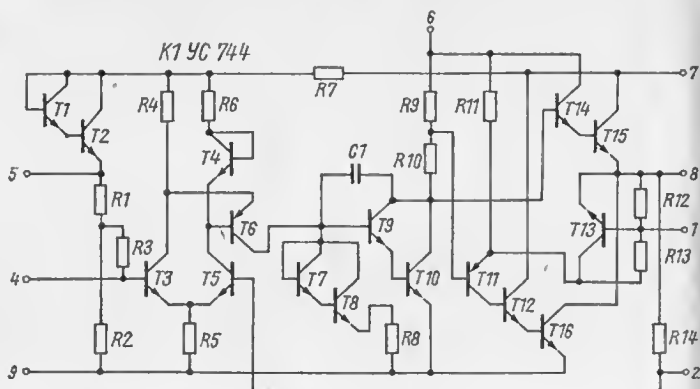 6
К1 УС 744
R7
7
T1
T2
R4
R6
R9
R11
T14
T15
T4
R10
C1
5
8
R1
R12
T6
T9
T13
1
R3
R13
4
T3
T5
T7
T10
T11
T12
T8
T16
R2
R5
R8
R14
9
2